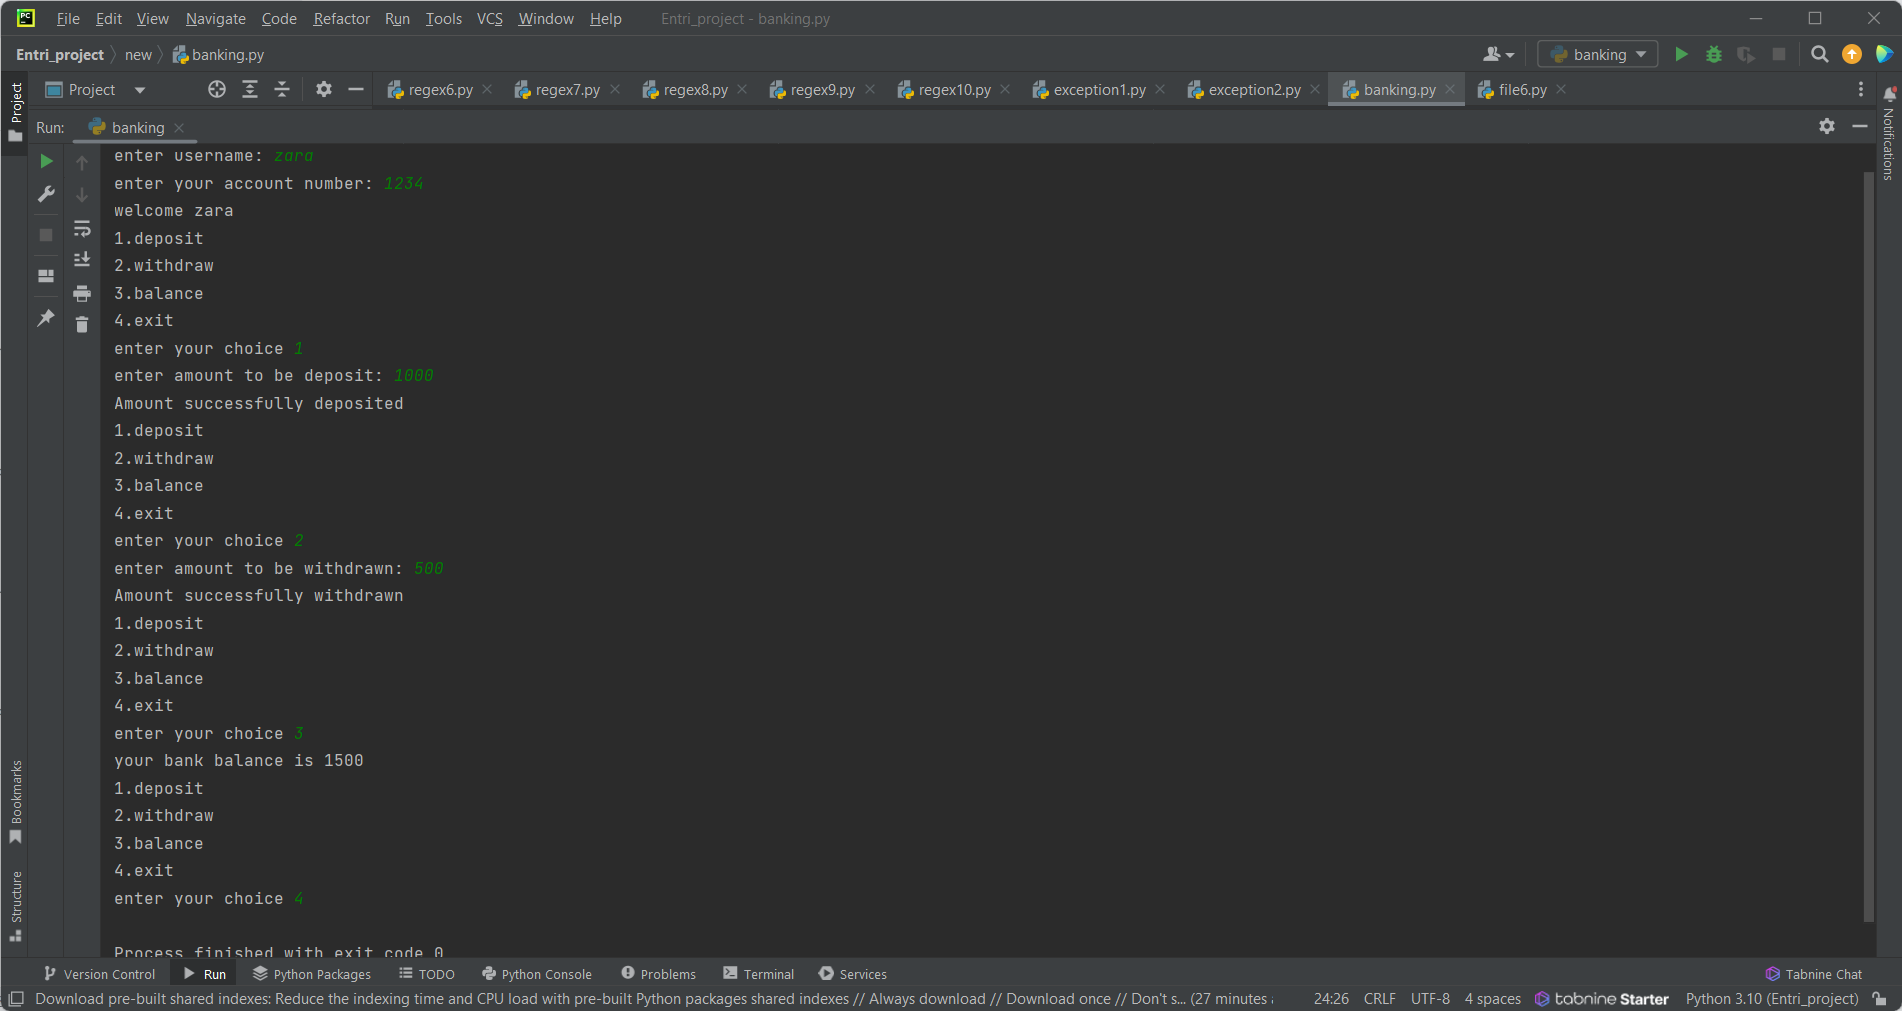 PC File Edit View Navigate Code Refactor Run Tools VCS Window Help Entri_project - banking.py
Entri_project new banking.py banking
Project regex6.py regex7.py regex8.py regex9.py regex10.py exception1.py exception2.py banking.py file6.py
Project
Notifications
Run: banking
enter username: zara
enter your account number: 1234
welcome zara
1.deposit
2.withdraw
3.balance
4.exit
enter your choice 1
enter amount to be deposit: 1000
Amount successfully deposited
1.deposit
2.withdraw
3.balance
4.exit
enter your choice 2
enter amount to be withdrawn: 500
Amount successfully withdrawn
1.deposit
2.withdraw
3.balance
4.exit
enter your choice 3
your bank balance is 1500
1.deposit
2.withdraw
3.balance
4.exit
enter your choice 4
Process finished with exit code 0
Bookmarks
Structure
Version Control Run Python Packages TODO Python Console Problems Terminal Services Tabnine Chat
Download pre-built shared indexes: Reduce the indexing time and CPU load with pre-built Python packages shared indexes // Always download // Download once // Don't s... (27 minutes 24:26 CRLF UTF-8 4 spaces tabnine Starter Python 3.10 (Entri_project)